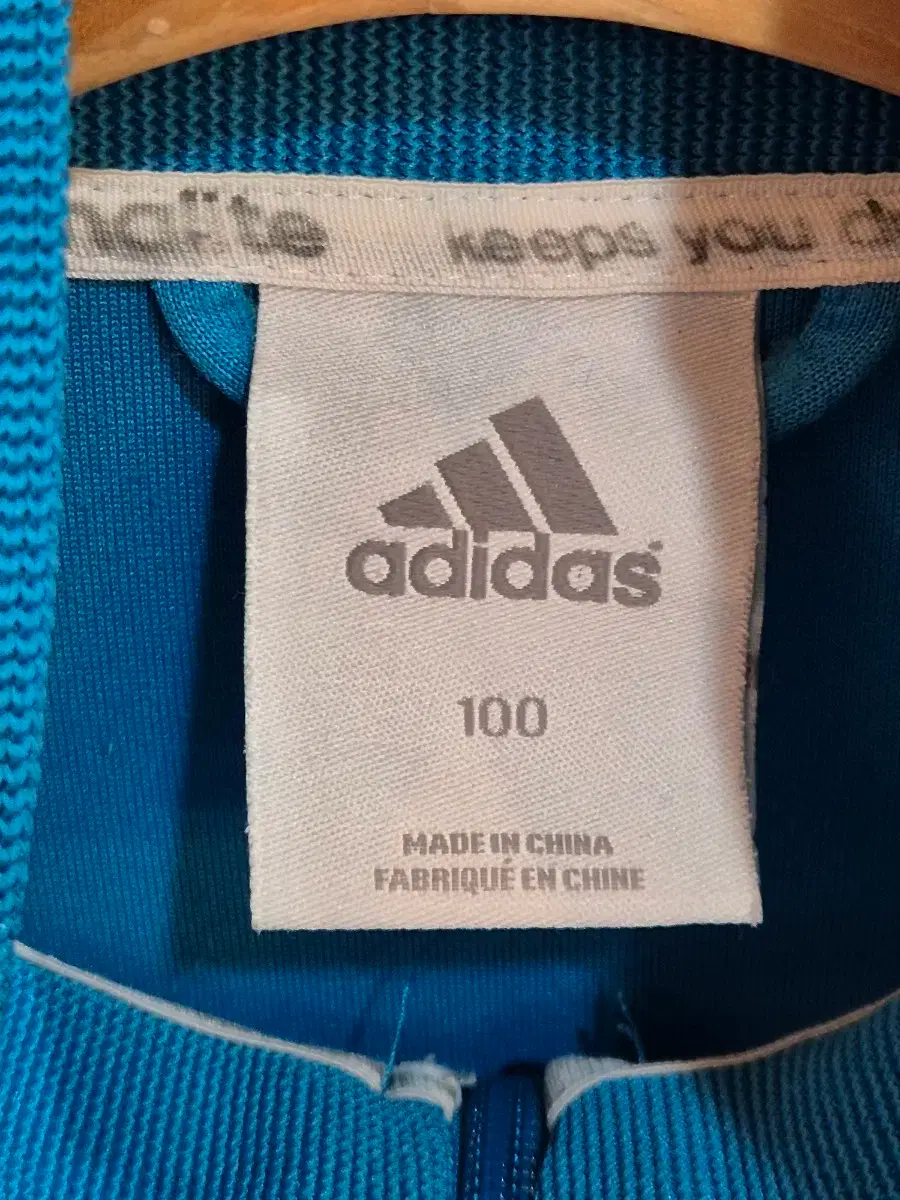 keeps you
adidas
100
MADE IN CHINA
FABRIQUÉ EN CHINE